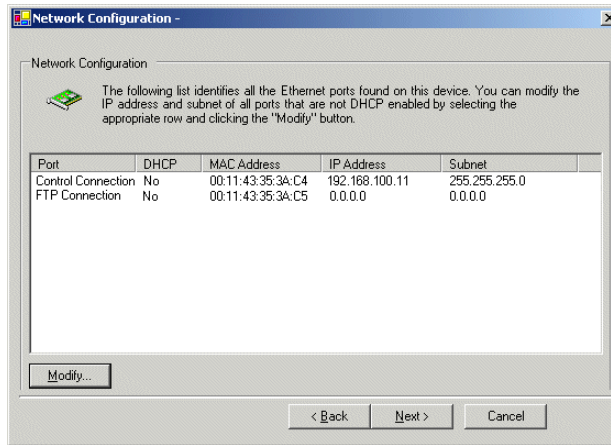 Network Configuration -
Network Configuration
The following list identifies all the Ethernet ports found on this device. You can modify the
IP address and subnet of all ports that are not DHCP enabled by selecting the
appropriate row and clicking the "Modify" button.
Port DHCP MAC Address IP Address Subnet
Control Connection No 00:11:43:35:3A:C4 192.168.100.11 255.255.255.0
FTP Connection No 00:11:43:35:3A:C5 0.0.0.0 0.0.0.0
Modify...
< Back Next > Cancel